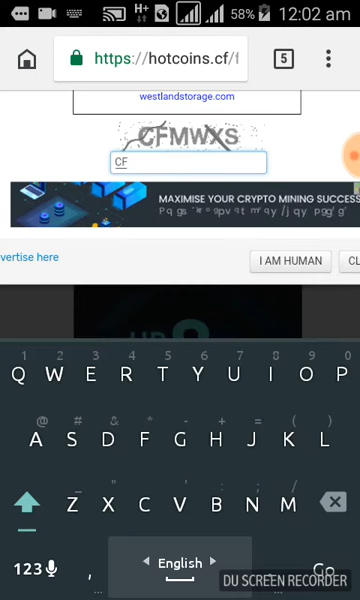 58% 12:02 am
https://hotcoins.cf/f
5
westlandstorage.com
CFMWXS
CF
MAXIMISE YOUR CRYPTO MINING SUCCESS
vertise here
I AM HUMAN
CL
1 2 3 4 5 6 7 8 9 0
Q W E R T Y U I O P
@ # & * - + = ( )
A S D F G H J K L
_ " ' : ; /
Z X C V B N M
123 , English Go
DU SCREEN RECORDER